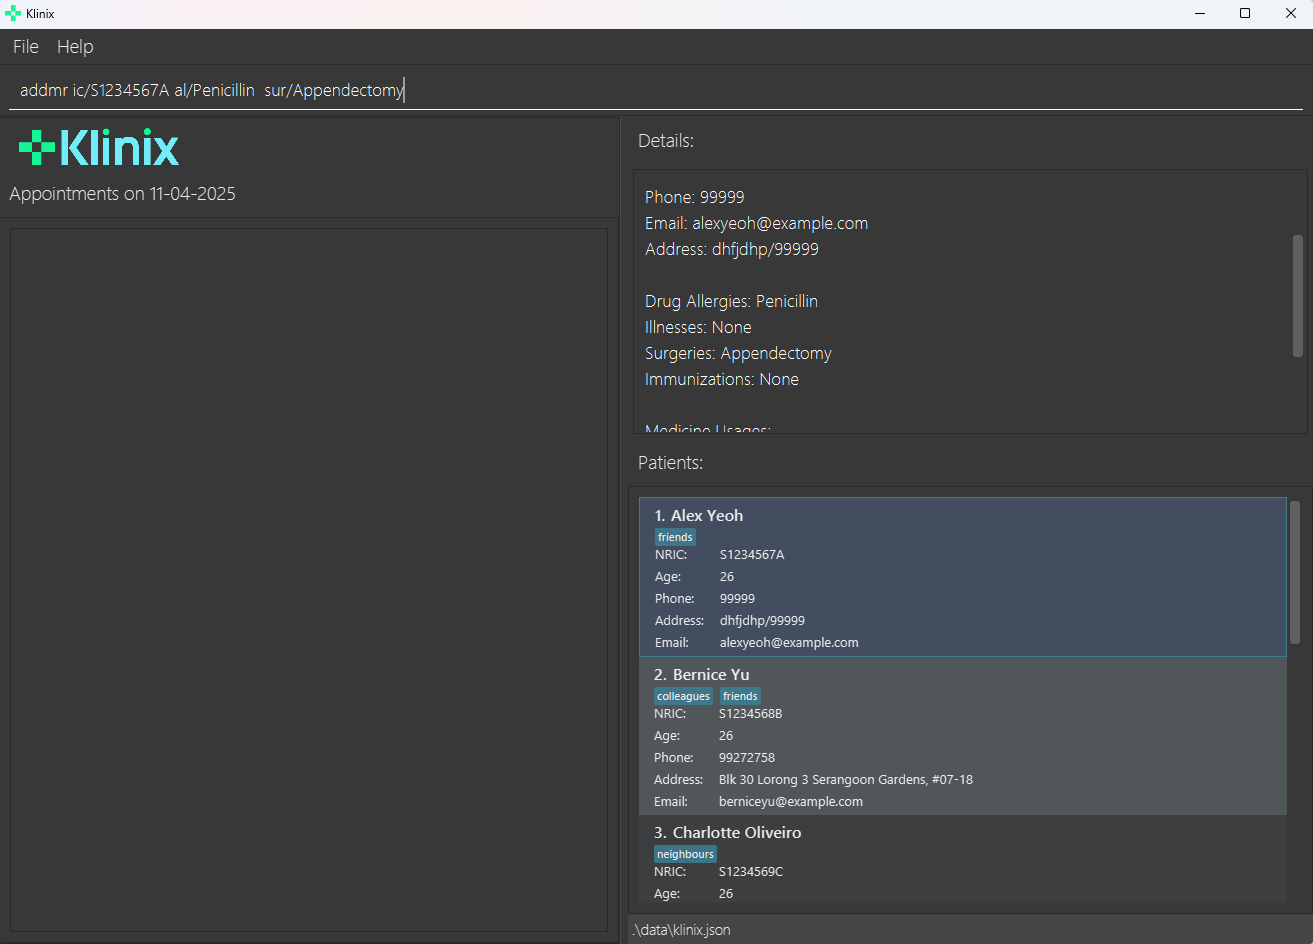 Klinix
File Help
addmr ic/S1234567A al/Penicillin  sur/Appendectomy
Klinix
Appointments on 11-04-2025
Details:
Phone: 99999
Email: alexyeoh@example.com
Address: dhfjdhp/99999
Drug Allergies: Penicillin
Illnesses: None
Surgeries: Appendectomy
Immunizations: None
Medicine Usages:
Patients:
1. Alex Yeoh
friends
NRIC: S1234567A
Age: 26
Phone: 99999
Address: dhfjdhp/99999
Email: alexyeoh@example.com
2. Bernice Yu
colleagues friends
NRIC: S1234568B
Age: 26
Phone: 99272758
Address: Blk 30 Lorong 3 Serangoon Gardens, #07-18
Email: berniceyu@example.com
3. Charlotte Oliveiro
neighbours
NRIC: S1234569C
Age: 26
.\data\klinix.json